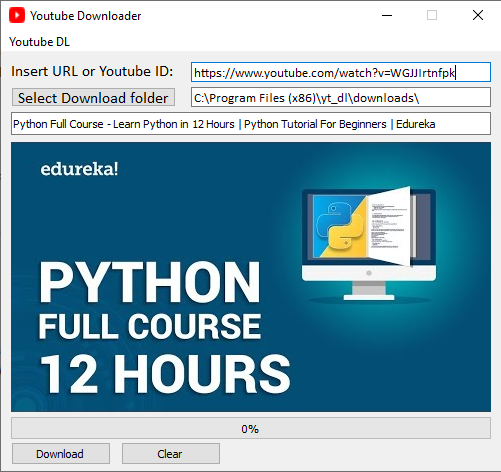 Youtube Downloader
Youtube DL
Insert URL or Youtube ID: https://www.youtube.com/watch?v=WGJJIrtnfpk
Select Download folder C:\Program Files (x86)\yt_dl\downloads\
Python Full Course - Learn Python in 12 Hours | Python Tutorial For Beginners | Edureka
edureka!
PYTHON
FULL COURSE
12 HOURS
0%
Download Clear